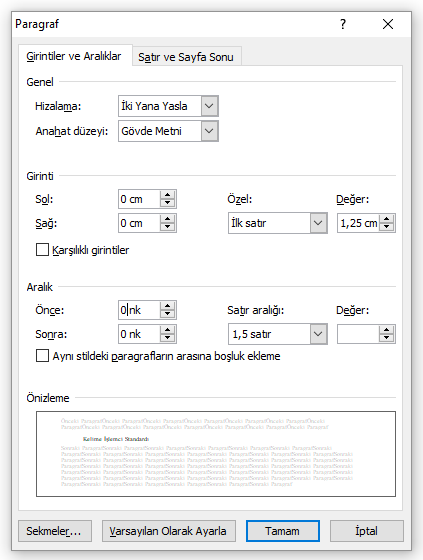 Paragraf
Girintiler ve Aralıklar Satır ve Sayfa Sonu
Genel
Hizalama: İki Yana Yasla
Anahat düzeyi: Gövde Metni
Girinti
Sol: 0 cm Özel: Değer:
Sağ: 0 cm İlk satır 1,25 cm
Karşılıklı girintiler
Aralık
Önce: 0 nk Satır aralığı: Değer:
Sonra: 0 nk 1,5 satır
Aynı stildeki paragrafların arasına boşluk ekleme
Önizleme
Kelime İşlemci Standardı
Sekmeler... Varsayılan Olarak Ayarla Tamam İptal